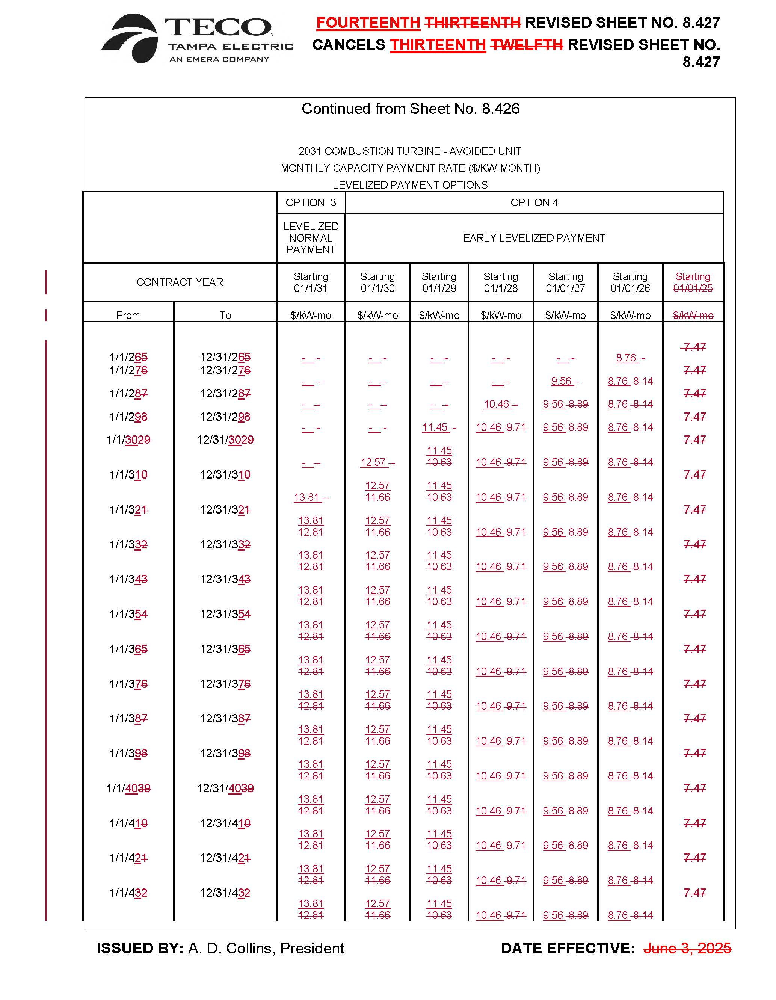 TECO®
TAMPA ELECTRIC
AN EMERA COMPANY
FOURTEENTH THIRTEENTH REVISED SHEET NO. 8.427
CANCELS THIRTEENTH TWELFTH REVISED SHEET NO.
8.427
Continued from Sheet No. 8.426
2031 COMBUSTION TURBINE - AVOIDED UNIT
MONTHLY CAPACITY PAYMENT RATE ($/KW-MONTH)
LEVELIZED PAYMENT OPTIONS
OPTION 3 OPTION 4
LEVELIZED
NORMAL
PAYMENT
EARLY LEVELIZED PAYMENT
CONTRACT YEAR
Starting Starting Starting Starting Starting Starting Starting
01/1/31 01/1/30 01/1/29 01/1/28 01/01/27 01/01/26 01/01/25
From To $/kW-mo $/kW-mo $/kW-mo $/kW-mo $/kW-mo $/kW-mo $/kW-mo
7.47
1/1/265 12/31/265 - - - - - - - - - - 8.76 -
1/1/276 12/31/276 7.47
- - - - - - - - 9.56 - 8.76 8.14
1/1/287 12/31/287 7.47
- - - - - - 10.46 - 9.56 8.89 8.76 8.14
1/1/298 12/31/298 7.47
- - - - 11.45 - 10.46 9.71 9.56 8.89 8.76 8.14
1/1/3029 12/31/3029 7.47
11.45
- - 12.57 - 10.63 10.46 9.71 9.56 8.89 8.76 8.14
1/1/310 12/31/310 7.47
12.57 11.45
13.81 - 11.66 10.63 10.46 9.71 9.56 8.89 8.76 8.14
1/1/321 12/31/321 7.47
13.81 12.57 11.45
12.81 11.66 10.63 10.46 9.71 9.56 8.89 8.76 8.14
1/1/332 12/31/332 7.47
13.81 12.57 11.45
12.81 11.66 10.63 10.46 9.71 9.56 8.89 8.76 8.14
1/1/343 12/31/343 7.47
13.81 12.57 11.45
12.81 11.66 10.63 10.46 9.71 9.56 8.89 8.76 8.14
1/1/354 12/31/354 7.47
13.81 12.57 11.45
12.81 11.66 10.63 10.46 9.71 9.56 8.89 8.76 8.14
1/1/365 12/31/365 7.47
13.81 12.57 11.45
12.81 11.66 10.63 10.46 9.71 9.56 8.89 8.76 8.14
1/1/376 12/31/376 7.47
13.81 12.57 11.45
12.81 11.66 10.63 10.46 9.71 9.56 8.89 8.76 8.14
1/1/387 12/31/387 7.47
13.81 12.57 11.45
12.81 11.66 10.63 10.46 9.71 9.56 8.89 8.76 8.14
1/1/398 12/31/398 7.47
13.81 12.57 11.45
12.81 11.66 10.63 10.46 9.71 9.56 8.89 8.76 8.14
1/1/4039 12/31/4039 7.47
13.81 12.57 11.45
12.81 11.66 10.63 10.46 9.71 9.56 8.89 8.76 8.14
1/1/410 12/31/410 7.47
13.81 12.57 11.45
12.81 11.66 10.63 10.46 9.71 9.56 8.89 8.76 8.14
1/1/421 12/31/421 7.47
13.81 12.57 11.45
12.81 11.66 10.63 10.46 9.71 9.56 8.89 8.76 8.14
1/1/432 12/31/432 7.47
13.81 12.57 11.45
12.81 11.66 10.63 10.46 9.71 9.56 8.89 8.76 8.14
ISSUED BY: A. D. Collins, President DATE EFFECTIVE: June 3, 2025